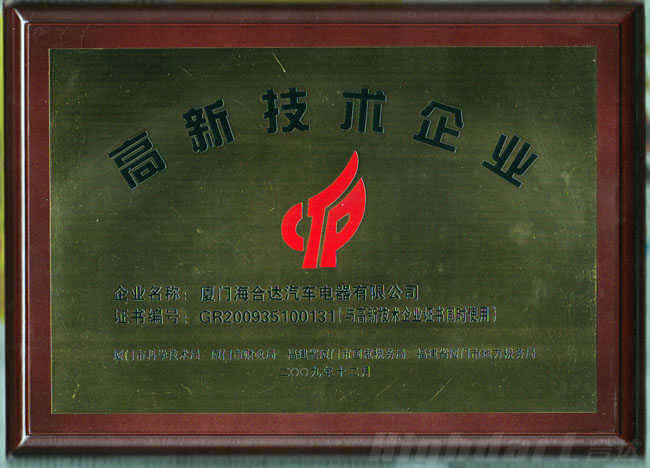 高新技术企业
企业名称：厦门海合达汽车电器有限公司
证书编号：GR200935100131（与高新技术企业证书同时使用）
厦门市科学技术局 厦门市财政局 福建省厦门市国家税务局 福建省厦门市地方税务局
二〇〇九年十二月
Highdart 合达